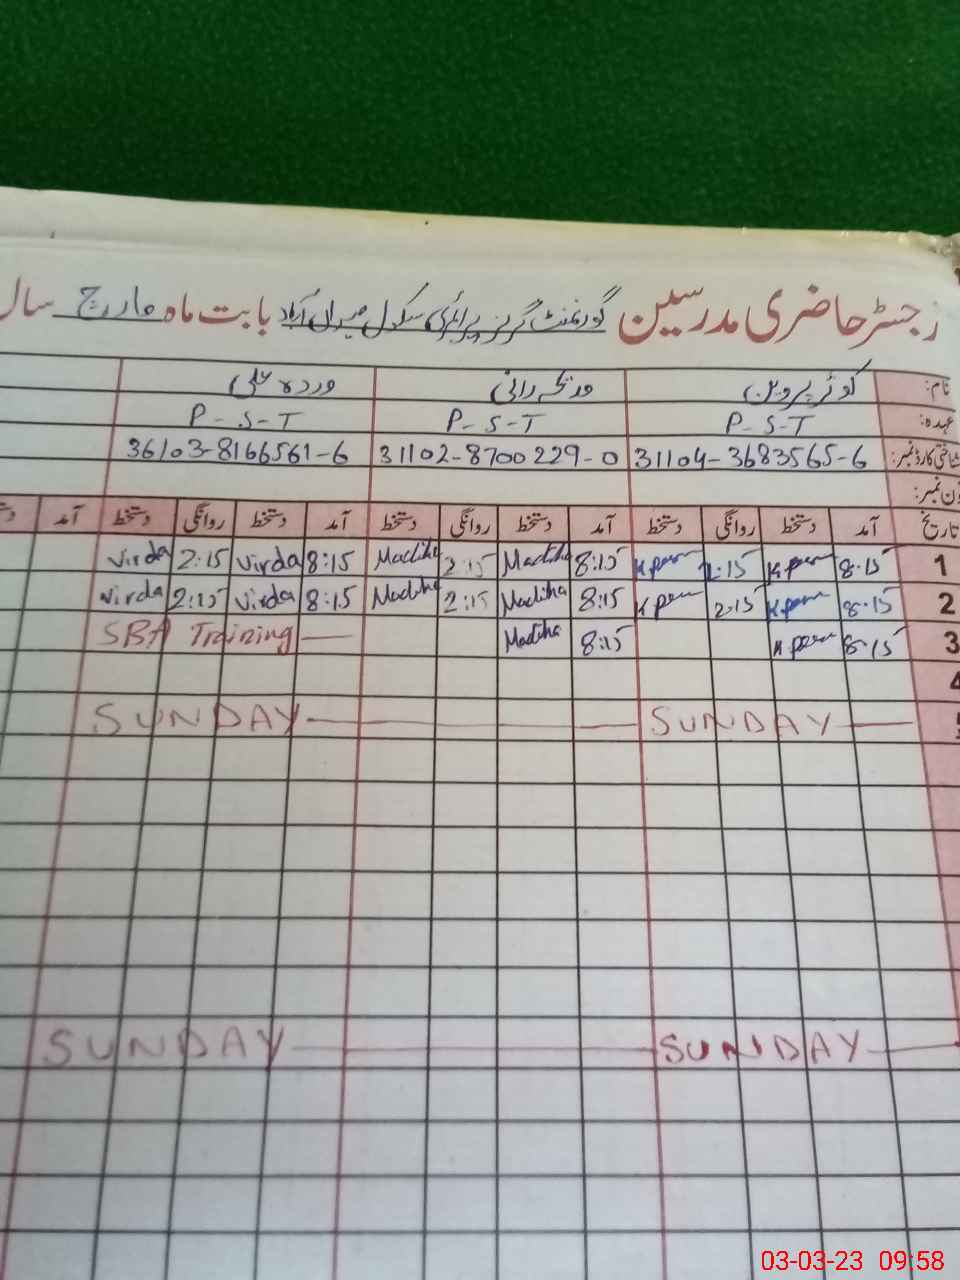 رجسٹر حاضری مدرسین گورنمنٹ گرلز پرائمری سکول میراں آباد بابت ماہ مارچ سال
نام: کوثر پروین مدیحہ رانی وردہ علی
عہدہ: P-S-T P-S-T P-S-T
شناختی کارڈ نمبر: 31104-3683565-6 31102-8700229-0 36103-8166561-6
ون نمبر:
تاریخ آمد دستخط روانگی دستخط آمد دستخط روانگی دستخط آمد دستخط روانگی دستخط آمد
1 8:15 2:15 8:15 Madiha 2:15 Madiha 8:15 Virda 2:15 Virda
2 8:15 2:15 8:15 Madiha 2:15 Madiha 8:15 Virda 2:15 Virda
3 8:15 8:15 Madiha SBA Training —
4
5 SUNDAY — SUNDAY —
SUNDAY — SUNDAY —
03-03-23 09:58